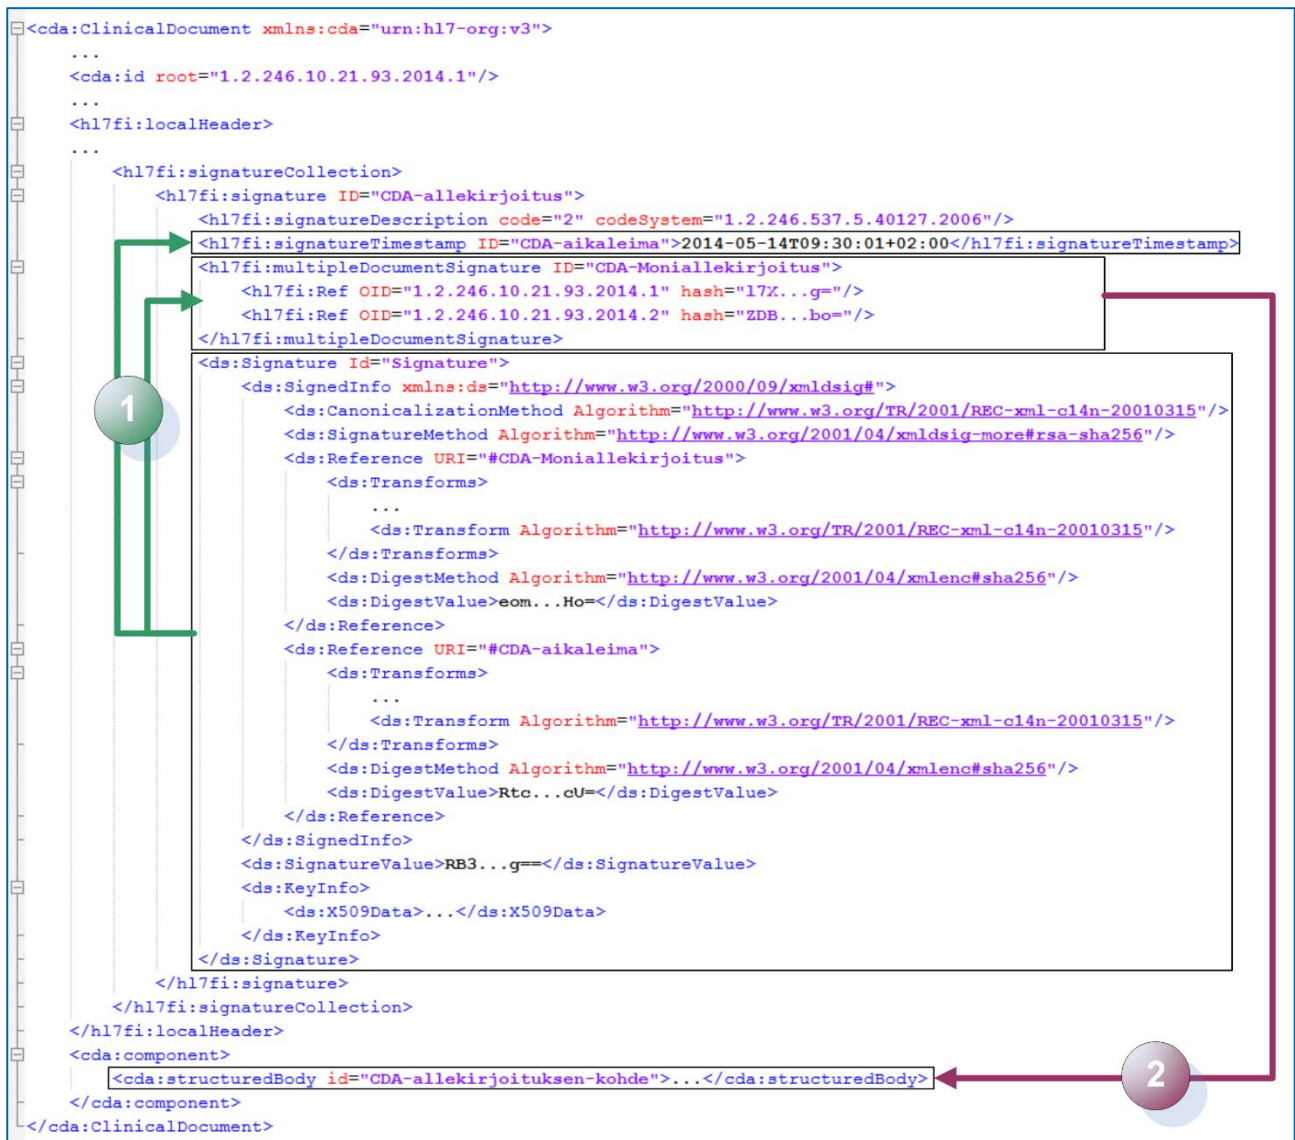 <cda:ClinicalDocument xmlns:cda="urn:hl7-org:v3">
...
<cda:id root="1.2.246.10.21.93.2014.1"/>
...
<hl7fi:localHeader>
...
<hl7fi:signatureCollection>
<hl7fi:signature ID="CDA-allekirjoitus">
<hl7fi:signatureDescription code="2" codeSystem="1.2.246.537.5.40127.2006"/>
<hl7fi:signatureTimestamp ID="CDA-aikaleima">2014-05-14T09:30:01+02:00</hl7fi:signatureTimestamp>
<hl7fi:multipleDocumentSignature ID="CDA-Moniallekirjoitus">
<hl7fi:Ref OID="1.2.246.10.21.93.2014.1" hash="l7X...g="/>
<hl7fi:Ref OID="1.2.246.10.21.93.2014.2" hash="ZDB...bo="/>
</hl7fi:multipleDocumentSignature>
<ds:Signature Id="Signature">
<ds:SignedInfo xmlns:ds="http://www.w3.org/2000/09/xmldsig#">
1
<ds:CanonicalizationMethod Algorithm="http://www.w3.org/TR/2001/REC-xml-c14n-20010315"/>
<ds:SignatureMethod Algorithm="http://www.w3.org/2001/04/xmldsig-more#rsa-sha256"/>
<ds:Reference URI="#CDA-Moniallekirjoitus">
<ds:Transforms>
...
<ds:Transform Algorithm="http://www.w3.org/TR/2001/REC-xml-c14n-20010315"/>
</ds:Transforms>
<ds:DigestMethod Algorithm="http://www.w3.org/2001/04/xmlenc#sha256"/>
<ds:DigestValue>eom...Ho=</ds:DigestValue>
</ds:Reference>
<ds:Reference URI="#CDA-aikaleima">
<ds:Transforms>
...
<ds:Transform Algorithm="http://www.w3.org/TR/2001/REC-xml-c14n-20010315"/>
</ds:Transforms>
<ds:DigestMethod Algorithm="http://www.w3.org/2001/04/xmlenc#sha256"/>
<ds:DigestValue>Rtc...cU=</ds:DigestValue>
</ds:Reference>
</ds:SignedInfo>
<ds:SignatureValue>RB3...g==</ds:SignatureValue>
<ds:KeyInfo>
<ds:X509Data>...</ds:X509Data>
</ds:KeyInfo>
</ds:Signature>
</hl7fi:signature>
</hl7fi:signatureCollection>
</hl7fi:localHeader>
<cda:component>
<cda:structuredBody id="CDA-allekirjoituksen-kohde">...</cda:structuredBody>
2
</cda:component>
</cda:ClinicalDocument>